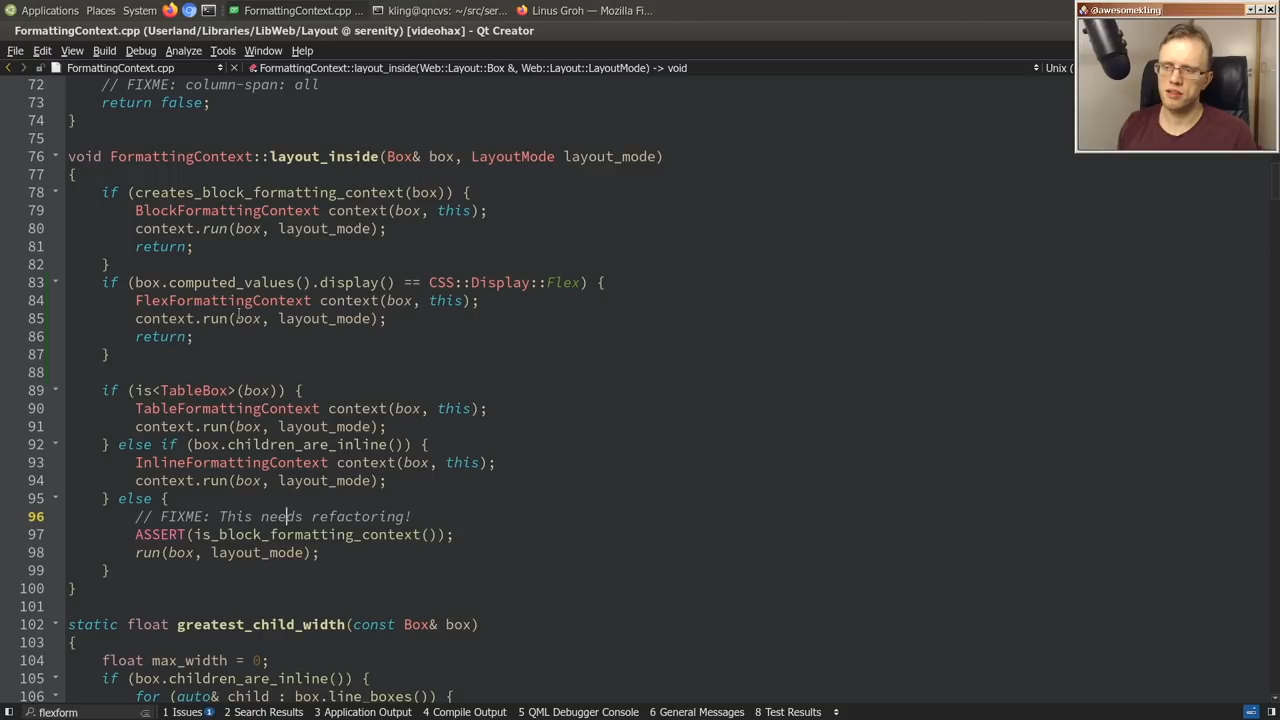 Applications Places System FormattingContext.cpp ... kling@qncvs: ~/src/ser... Linus Groh — Mozilla Fi...
FormattingContext.cpp (Userland/Libraries/LibWeb/Layout @ serenity) [videohax] - Qt Creator
@awesomekling
File Edit View Build Debug Analyze Tools Window Help
FormattingContext.cpp FormattingContext::layout_inside(Web::Layout::Box &, Web::Layout::LayoutMode) -> void Unix (
72 // FIXME: column-span: all
73 return false;
74 }
75
76 void FormattingContext::layout_inside(Box& box, LayoutMode layout_mode)
77 {
78 if (creates_block_formatting_context(box)) {
79 BlockFormattingContext context(box, this);
80 context.run(box, layout_mode);
81 return;
82 }
83 if (box.computed_values().display() == CSS::Display::Flex) {
84 FlexFormattingContext context(box, this);
85 context.run(box, layout_mode);
86 return;
87 }
88
89 if (is<TableBox>(box)) {
90 TableFormattingContext context(box, this);
91 context.run(box, layout_mode);
92 } else if (box.children_are_inline()) {
93 InlineFormattingContext context(box, this);
94 context.run(box, layout_mode);
95 } else {
96 // FIXME: This needs refactoring!
97 ASSERT(is_block_formatting_context());
98 run(box, layout_mode);
99 }
100 }
101
102 static float greatest_child_width(const Box& box)
103 {
104 float max_width = 0;
105 if (box.children_are_inline()) {
106 for (auto& child : box.line_boxes()) {
flexform 1 Issues 1 2 Search Results 3 Application Output 4 Compile Output 5 QML Debugger Console 6 General Messages 8 Test Results